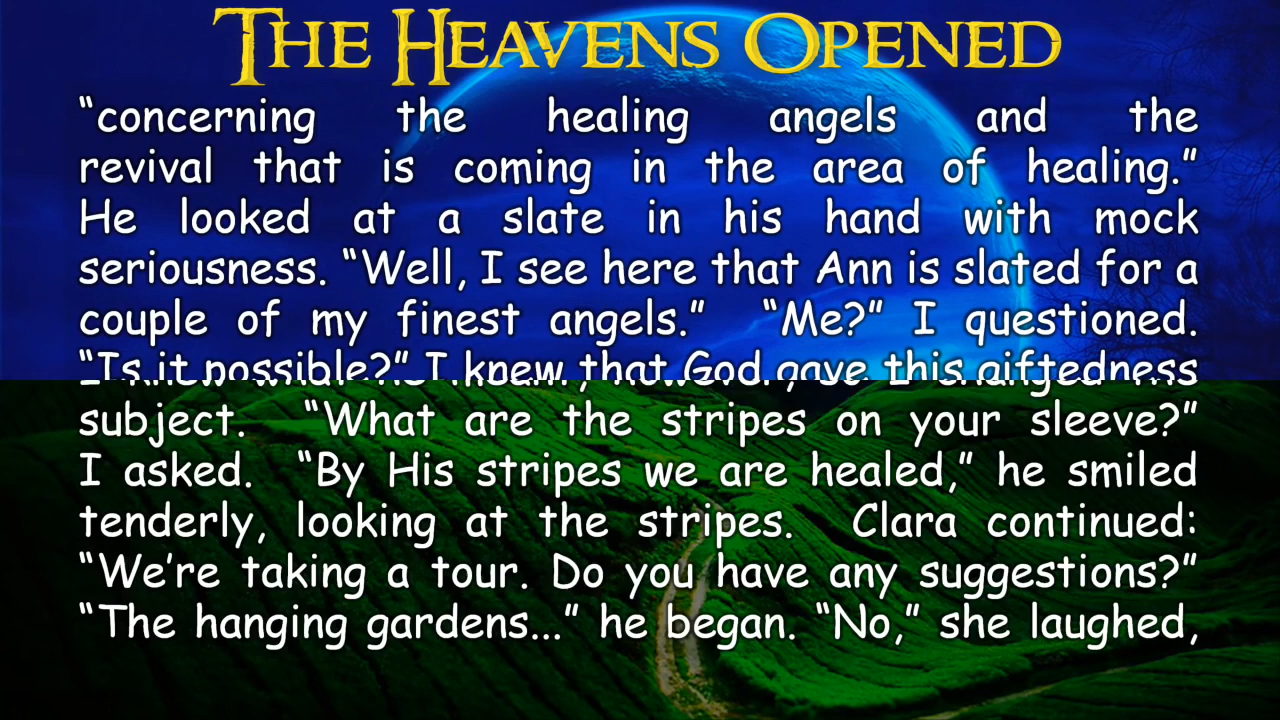 THE HEAVENS OPENED
“concerning the healing angels and the
revival that is coming in the area of healing.”
He looked at a slate in his hand with mock
seriousness. “Well, I see here that Ann is slated for a
couple of my finest angels.” “Me?” I questioned.
“Is it possible?” I knew that God gave this giftedness
subject. “What are the stripes on your sleeve?”
I asked. “By His stripes we are healed,” he smiled
tenderly, looking at the stripes. Clara continued:
“We’re taking a tour. Do you have any suggestions?”
“The hanging gardens...” he began. “No,” she laughed,